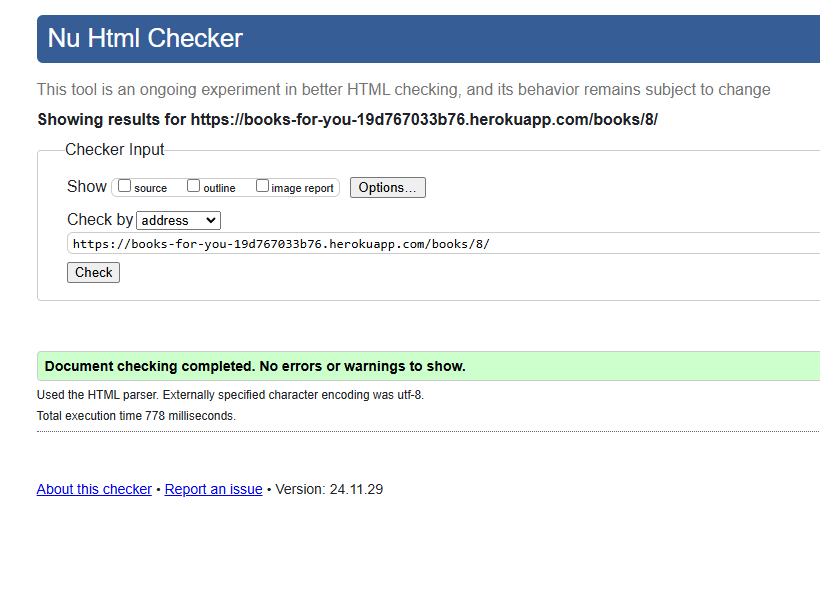 Nu Html Checker
This tool is an ongoing experiment in better HTML checking, and its behavior remains subject to change
Showing results for https://books-for-you-19d767033b76.herokuapp.com/books/8/
Checker Input
Show source outline image report Options...
Check by address
https://books-for-you-19d767033b76.herokuapp.com/books/8/
Check
Document checking completed. No errors or warnings to show.
Used the HTML parser. Externally specified character encoding was utf-8.
Total execution time 778 milliseconds.
About this checker • Report an issue • Version: 24.11.29